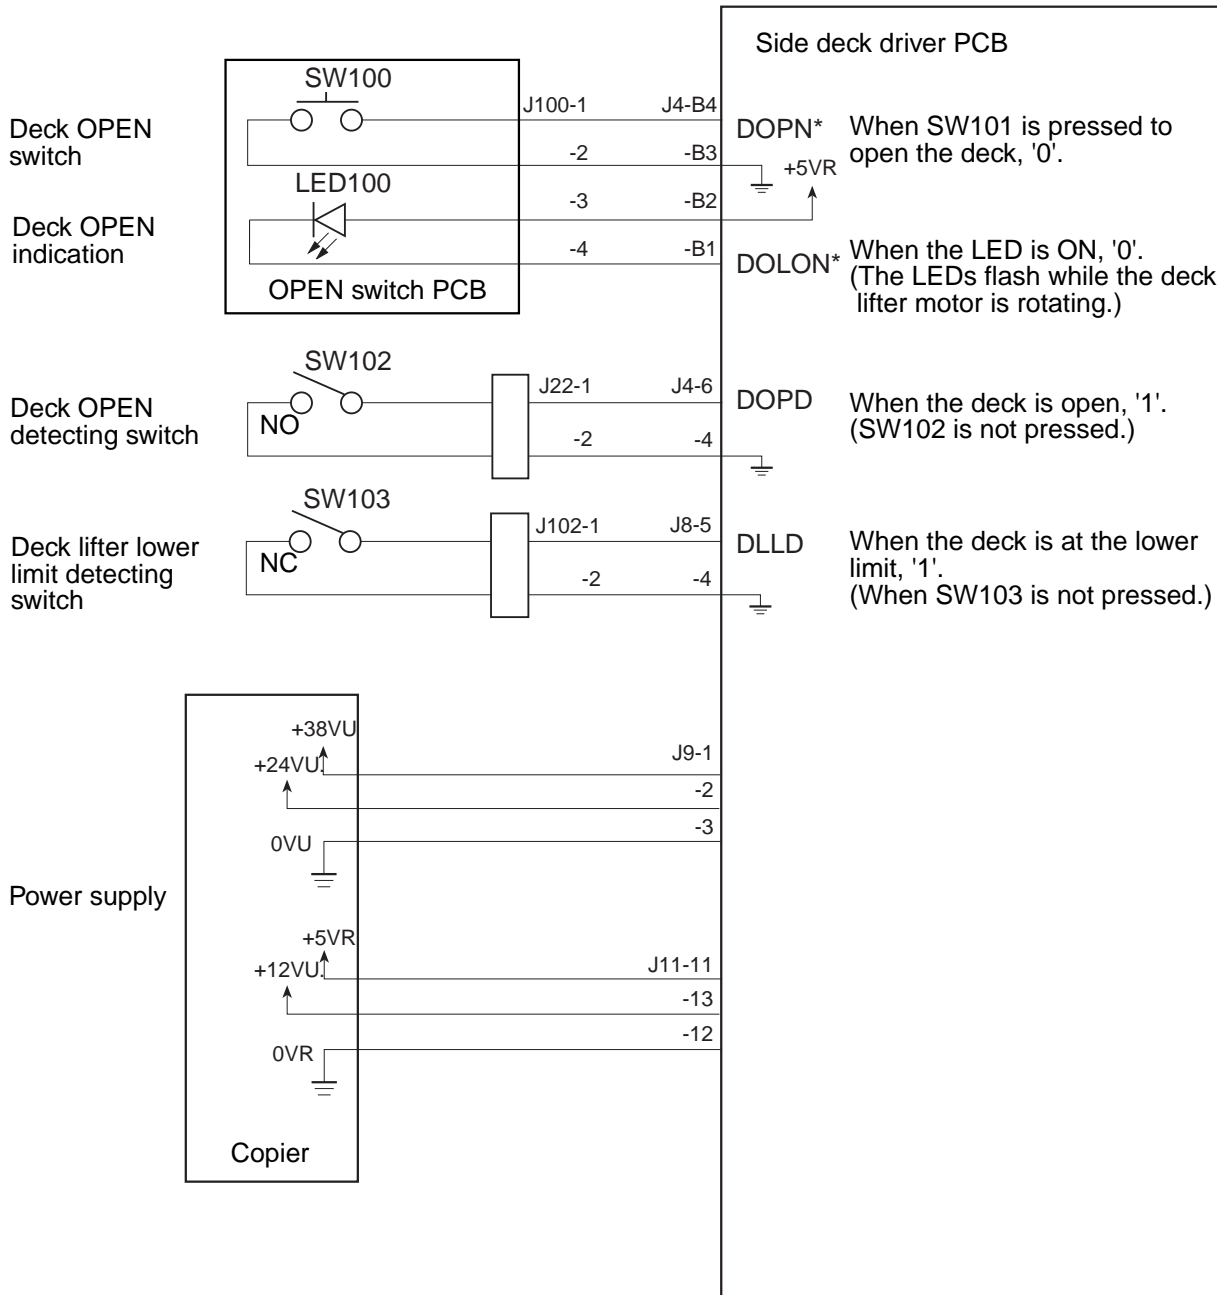 Side deck driver PCB
SW100
J100-1
J4-B4
Deck OPEN
switch
DOPN*
When SW101 is pressed to
open the deck, '0'.
-2
-B3
+5VR
LED100
-3
-B2
Deck OPEN
indication
-4
-B1
DOLON*
When the LED is ON, '0'.
(The LEDs flash while the deck
lifter motor is rotating.)
OPEN switch PCB
SW102
J22-1
J4-6
Deck OPEN
detecting switch
NO
DOPD
When the deck is open, '1'.
(SW102 is not pressed.)
-2
-4
SW103
J102-1
J8-5
Deck lifter lower
limit detecting
switch
NC
DLLD
When the deck is at the lower
limit, '1'.
(When SW103 is not pressed.)
-2
-4
+38VU
J9-1
+24VU.
-2
-3
0VU
Power supply
+5VR
J11-11
+12VU.
-13
-12
0VR
Copier